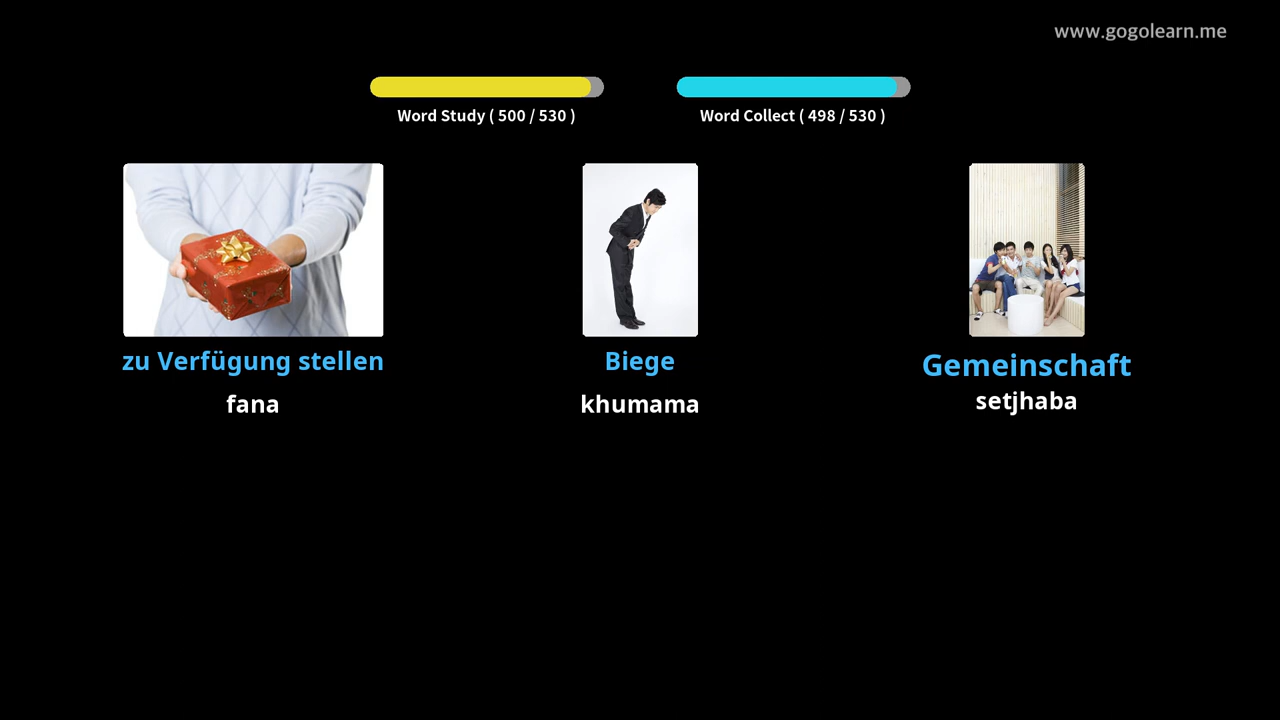 www.gogolearn.me
Word Study ( 500 / 530 )
Word Collect ( 498 / 530 )
zu Verfügung stellen
Biege
Gemeinschaft
fana
khumama
setjhaba